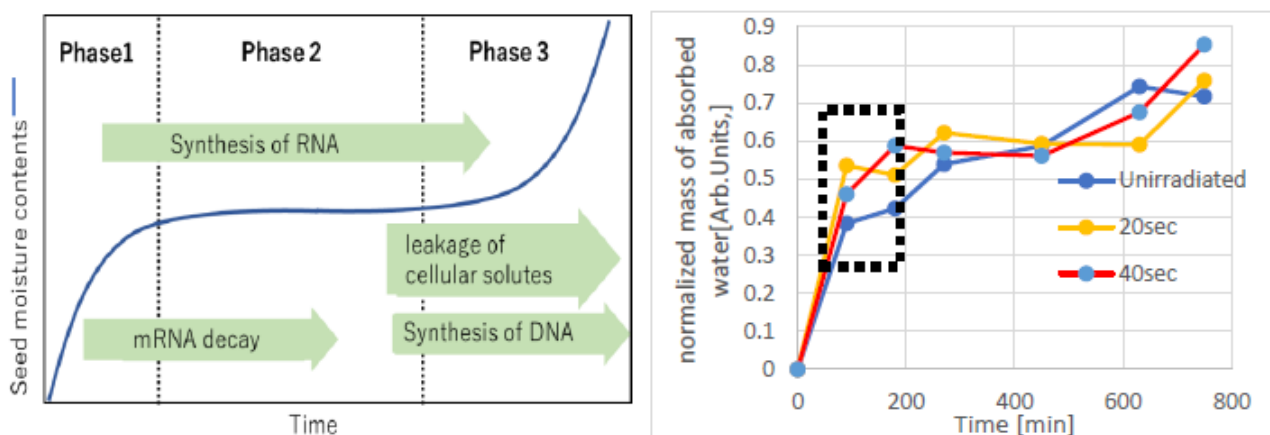 Phase1
Phase 2
Phase 3
Synthesis of RNA
leakage of
cellular solutes
mRNA decay
Synthesis of DNA
Seed moisture contents
Time
normalized mass of absorbed
water[Arb.Units,]
0.9
0.8
0.7
0.6
0.5
0.4
0.3
0.2
0.1
0
Unirradiated
20sec
40sec
0
200
400
600
800
Time [min]